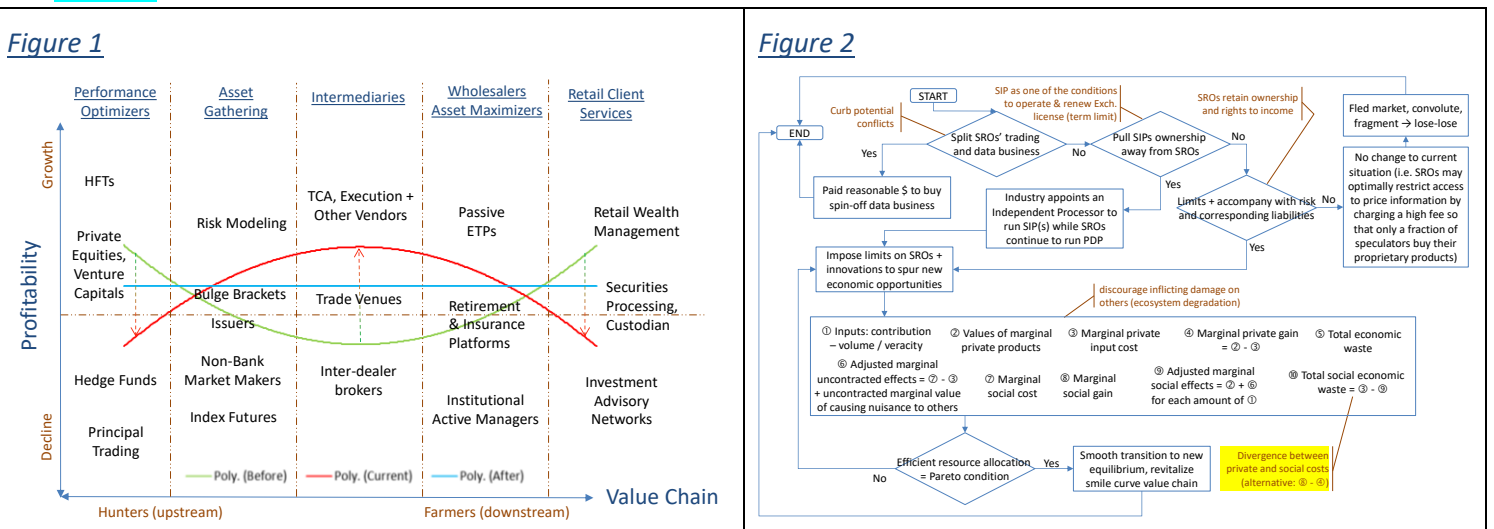 Figure 1
Performance
Optimizers
Asset
Gathering
Intermediaries
Wholesalers
Asset Maximizers
Retail Client
Services
Growth
Profitability
Decline
HFTs
Private
Equities,
Venture
Capitals
Hedge Funds
Principal
Trading
Risk Modeling
Bulge Brackets
Issuers
Non-Bank
Market Makers
Index Futures
TCA, Execution +
Other Vendors
Trade Venues
Inter-dealer
brokers
Passive
ETPs
Retirement
& Insurance
Platforms
Institutional
Active Managers
Retail Wealth
Management
Securities
Processing,
Custodian
Investment
Advisory
Networks
Poly. (Before)
Poly. (Current)
Poly. (After)
Value Chain
Hunters (upstream)
Farmers (downstream)
Figure 2
START
END
Curb potential
conflicts
SIP as one of the conditions
to operate & renew Exch.
license (term limit)
SROs retain ownership
and rights to income
Fled market, convolute,
fragment → lose-lose
Split SROs' trading
and data business
Yes
No
Pull SIPs ownership
away from SROs
No
Yes
Paid reasonable $ to buy
spin-off data business
Industry appoints an
Independent Processor to
run SIP(s) while SROs
continue to run PDP
Limits + accompany with risk
and corresponding liabilities
No
Yes
No change to current
situation (i.e. SROs may
optimally restrict access
to price information by
charging a high fee so
that only a fraction of
speculators buy their
proprietary products)
Impose limits on SROs +
innovations to spur new
economic opportunities
discourage inflicting damage on
others (ecosystem degradation)
① Inputs: contribution
– volume / veracity
② Values of marginal
private products
③ Marginal private
input cost
④ Marginal private gain
= ② - ③
⑤ Total economic
waste
⑥ Adjusted marginal
uncontracted effects = ⑦ - ③
+ uncontracted marginal value
of causing nuisance to others
⑦ Marginal
social cost
⑧ Marginal
social gain
⑨ Adjusted marginal
social effects = ② + ⑥
for each amount of ①
⑩ Total social economic
waste = ③ - ⑨
Efficient resource allocation
= Pareto condition
No
Yes
Smooth transition to new
equilibrium, revitalize
smile curve value chain
Divergence between
private and social costs
(alternative: ⑧ - ④)